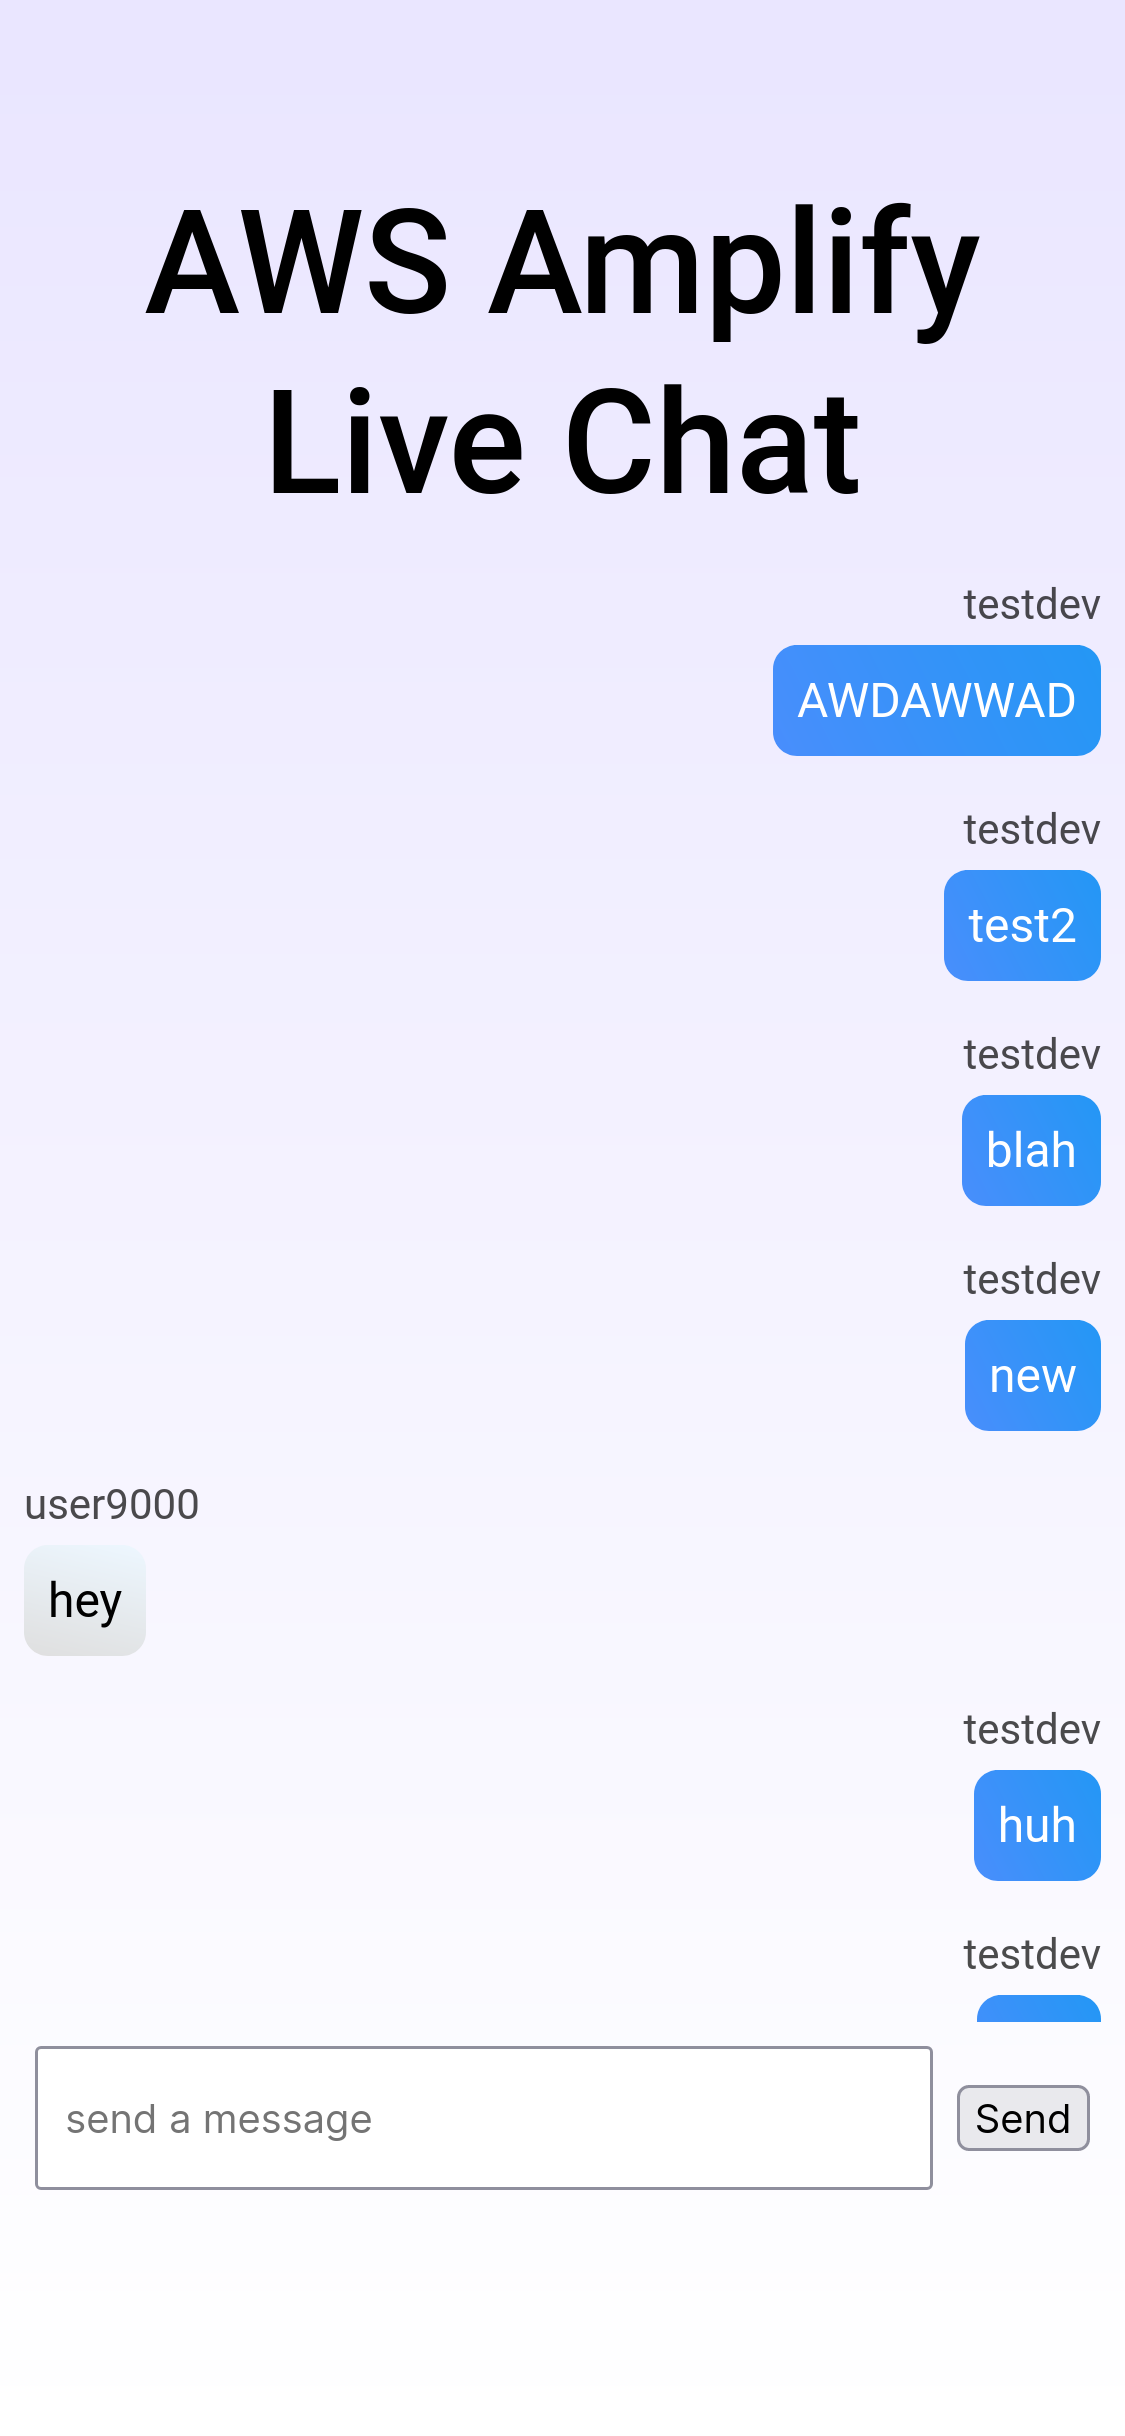 AWS Amplify
Live Chat
testdev
AWDAWWAD
testdev
test2
testdev
blah
testdev
new
user9000
hey
testdev
huh
testdev
send a message
Send